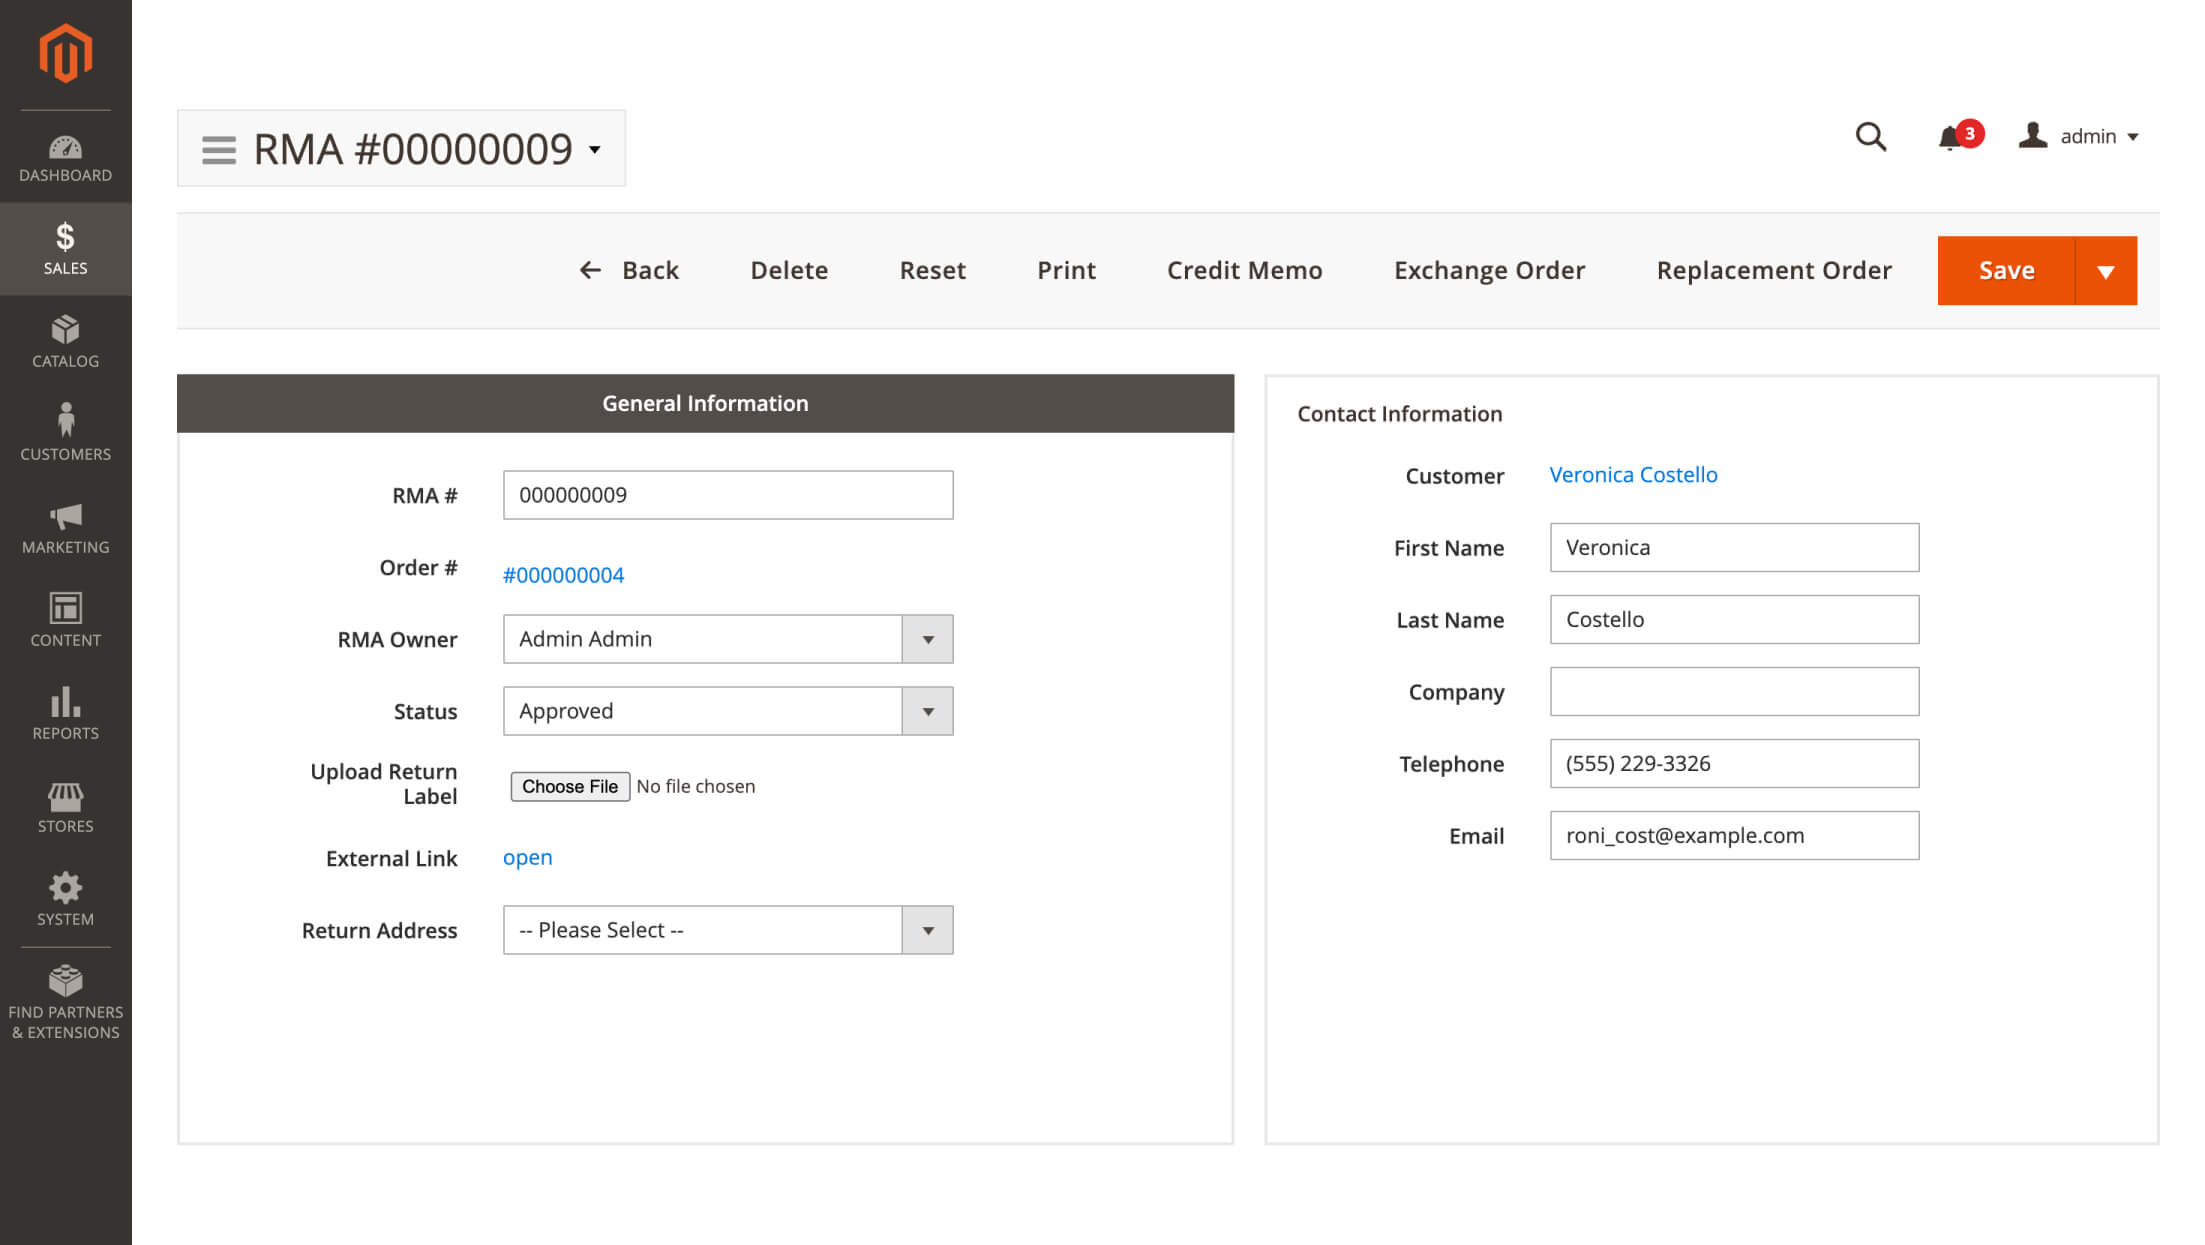 RMA #00000009
3
admin
DASHBOARD
SALES
CATALOG
CUSTOMERS
MARKETING
CONTENT
REPORTS
STORES
SYSTEM
FIND PARTNERS
& EXTENSIONS
Back
Delete
Reset
Print
Credit Memo
Exchange Order
Replacement Order
Save
General Information
RMA # 000000009
Order # #000000004
RMA Owner Admin Admin
Status Approved
Upload Return
Label
Choose File No file chosen
External Link open
Return Address -- Please Select --
Contact Information
Customer Veronica Costello
First Name Veronica
Last Name Costello
Company
Telephone (555) 229-3326
Email roni_cost@example.com